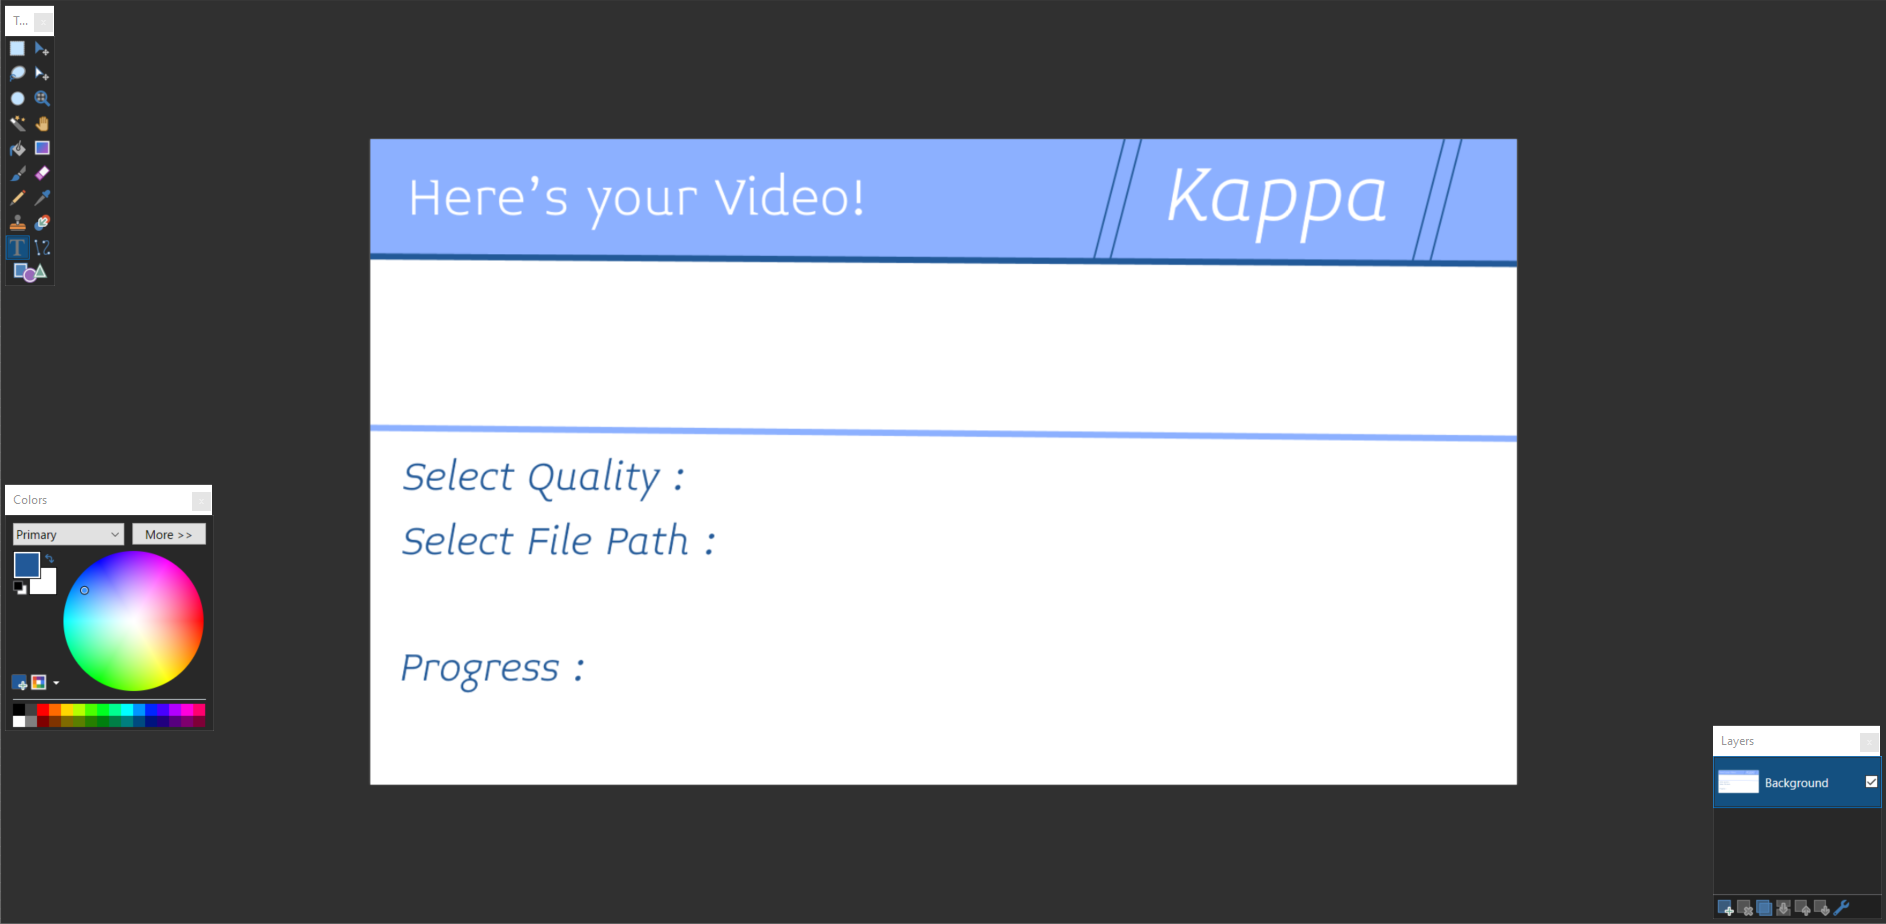 T...
Here's your Video!
Kappa
Select Quality :
Select File Path :
Progress :
Colors
Primary
More >>
Layers
Background